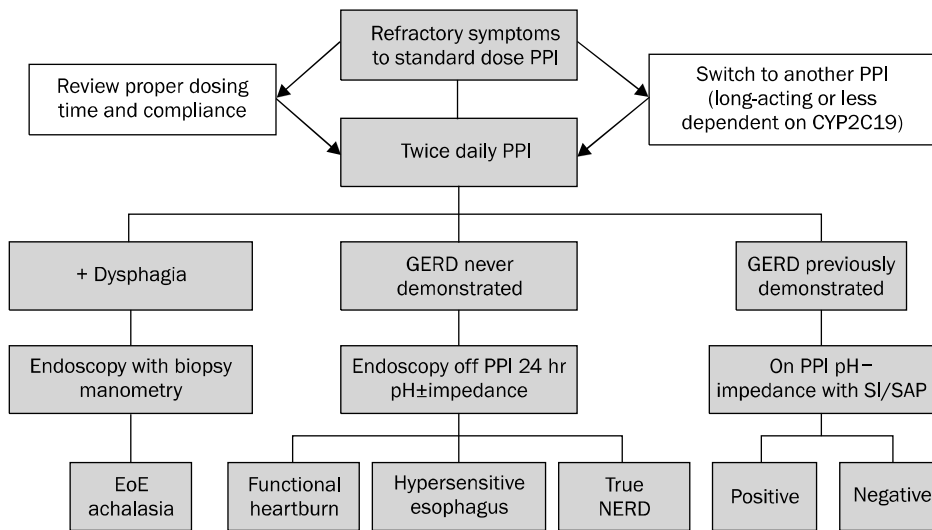 Refractory symptoms
to standard dose PPI
Review proper dosing
time and compliance
Switch to another PPI
(long-acting or less
dependent on CYP2C19)
Twice daily PPI
+ Dysphagia
GERD never
demonstrated
GERD previously
demonstrated
Endoscopy with biopsy
manometry
Endoscopy off PPI 24 hr
pH±impedance
On PPI pH−
impedance with SI/SAP
EoE
achalasia
Functional
heartburn
Hypersensitive
esophagus
True
NERD
Positive
Negative